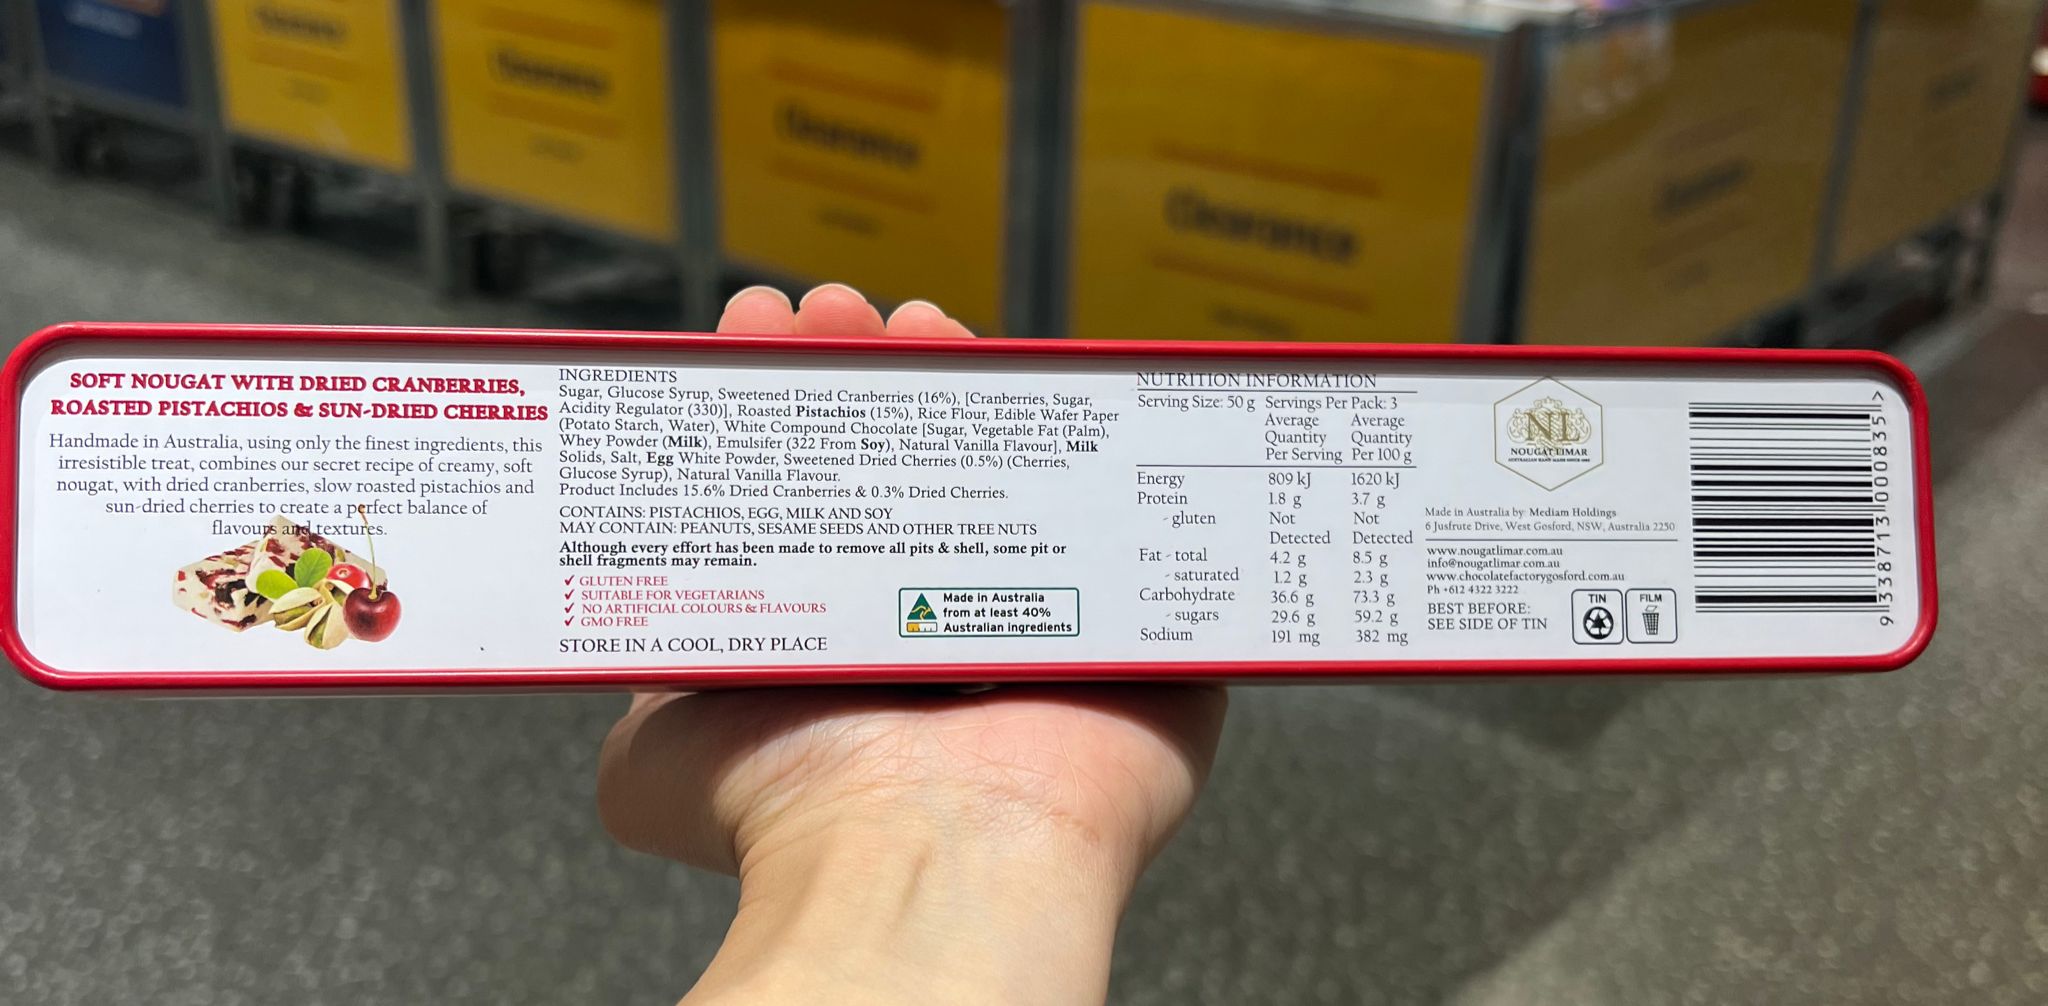 Clearance
Clearance
Clearance
Clearance
SOFT NOUGAT WITH DRIED CRANBERRIES,
ROASTED PISTACHIOS & SUN-DRIED CHERRIES
Handmade in Australia, using only the finest ingredients, this
irresistible treat, combines our secret recipe of creamy, soft
nougat, with dried cranberries, slow roasted pistachios and
sun-dried cherries to create a perfect balance of
flavours and textures.
INGREDIENTS
Sugar, Glucose Syrup, Sweetened Dried Cranberries (16%), [Cranberries, Sugar,
Acidity Regulator (330)], Roasted Pistachios (15%), Rice Flour, Edible Wafer Paper
(Potato Starch, Water), White Compound Chocolate [Sugar, Vegetable Fat (Palm),
Whey Powder (Milk), Emulsifer (322 From Soy), Natural Vanilla Flavour], Milk
Solids, Salt, Egg White Powder, Sweetened Dried Cherries (0.5%) (Cherries,
Glucose Syrup), Natural Vanilla Flavour.
Product Includes 15.6% Dried Cranberries & 0.3% Dried Cherries.
CONTAINS: PISTACHIOS, EGG, MILK AND SOY
MAY CONTAIN: PEANUTS, SESAME SEEDS AND OTHER TREE NUTS
Although every effort has been made to remove all pits & shell, some pit or
shell fragments may remain.
✓ GLUTEN FREE
✓ SUITABLE FOR VEGETARIANS
✓ NO ARTIFICIAL COLOURS & FLAVOURS
✓ GMO FREE
STORE IN A COOL, DRY PLACE
Made in Australia
from at least 40%
Australian ingredients
NUTRITION INFORMATION
Serving Size: 50 g Servings Per Pack: 3
Average Average
Quantity Quantity
Per Serving Per 100 g
Energy 809 kJ 1620 kJ
Protein 1.8 g 3.7 g
- gluten Not Not
Detected Detected
Fat - total 4.2 g 8.5 g
- saturated 1.2 g 2.3 g
Carbohydrate 36.6 g 73.3 g
- sugars 29.6 g 59.2 g
Sodium 191 mg 382 mg
NL
NOUGAT LIMAR
Made in Australia by Mediam Holdings
6 Jusfrute Drive, West Gosford, NSW, Australia 2250
www.nougatlimar.com.au
info@nougatlimar.com.au
www.chocolatefactorygosford.com.au
Ph +612 4322 3222
BEST BEFORE:
SEE SIDE OF TIN
TIN
FILM
9 338713 000835 >